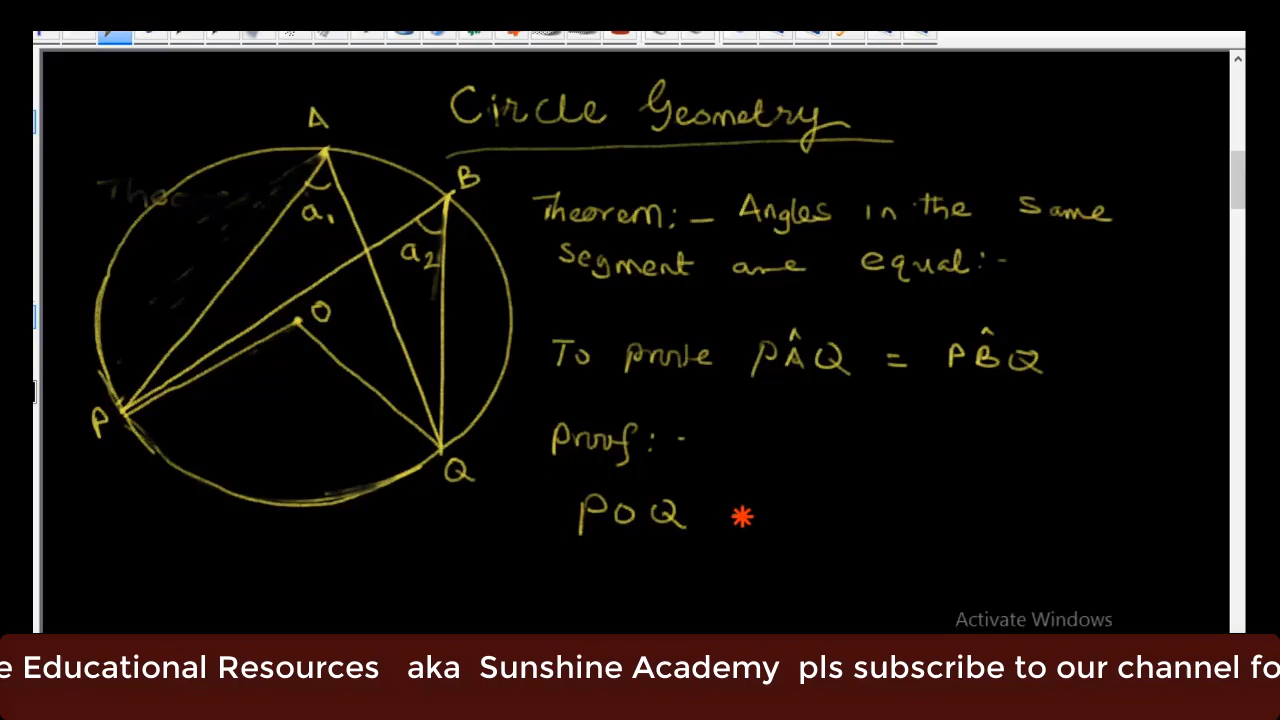 Circle Geometry
A
B
Theorem:- Angles in the same
a1
segment are equal:-
a2
O
To prove PÂQ = PB̂Q
P
Proof:-
Q
POQ
Activate Windows
e Educational Resources aka Sunshine Academy pls subscribe to our channel fo